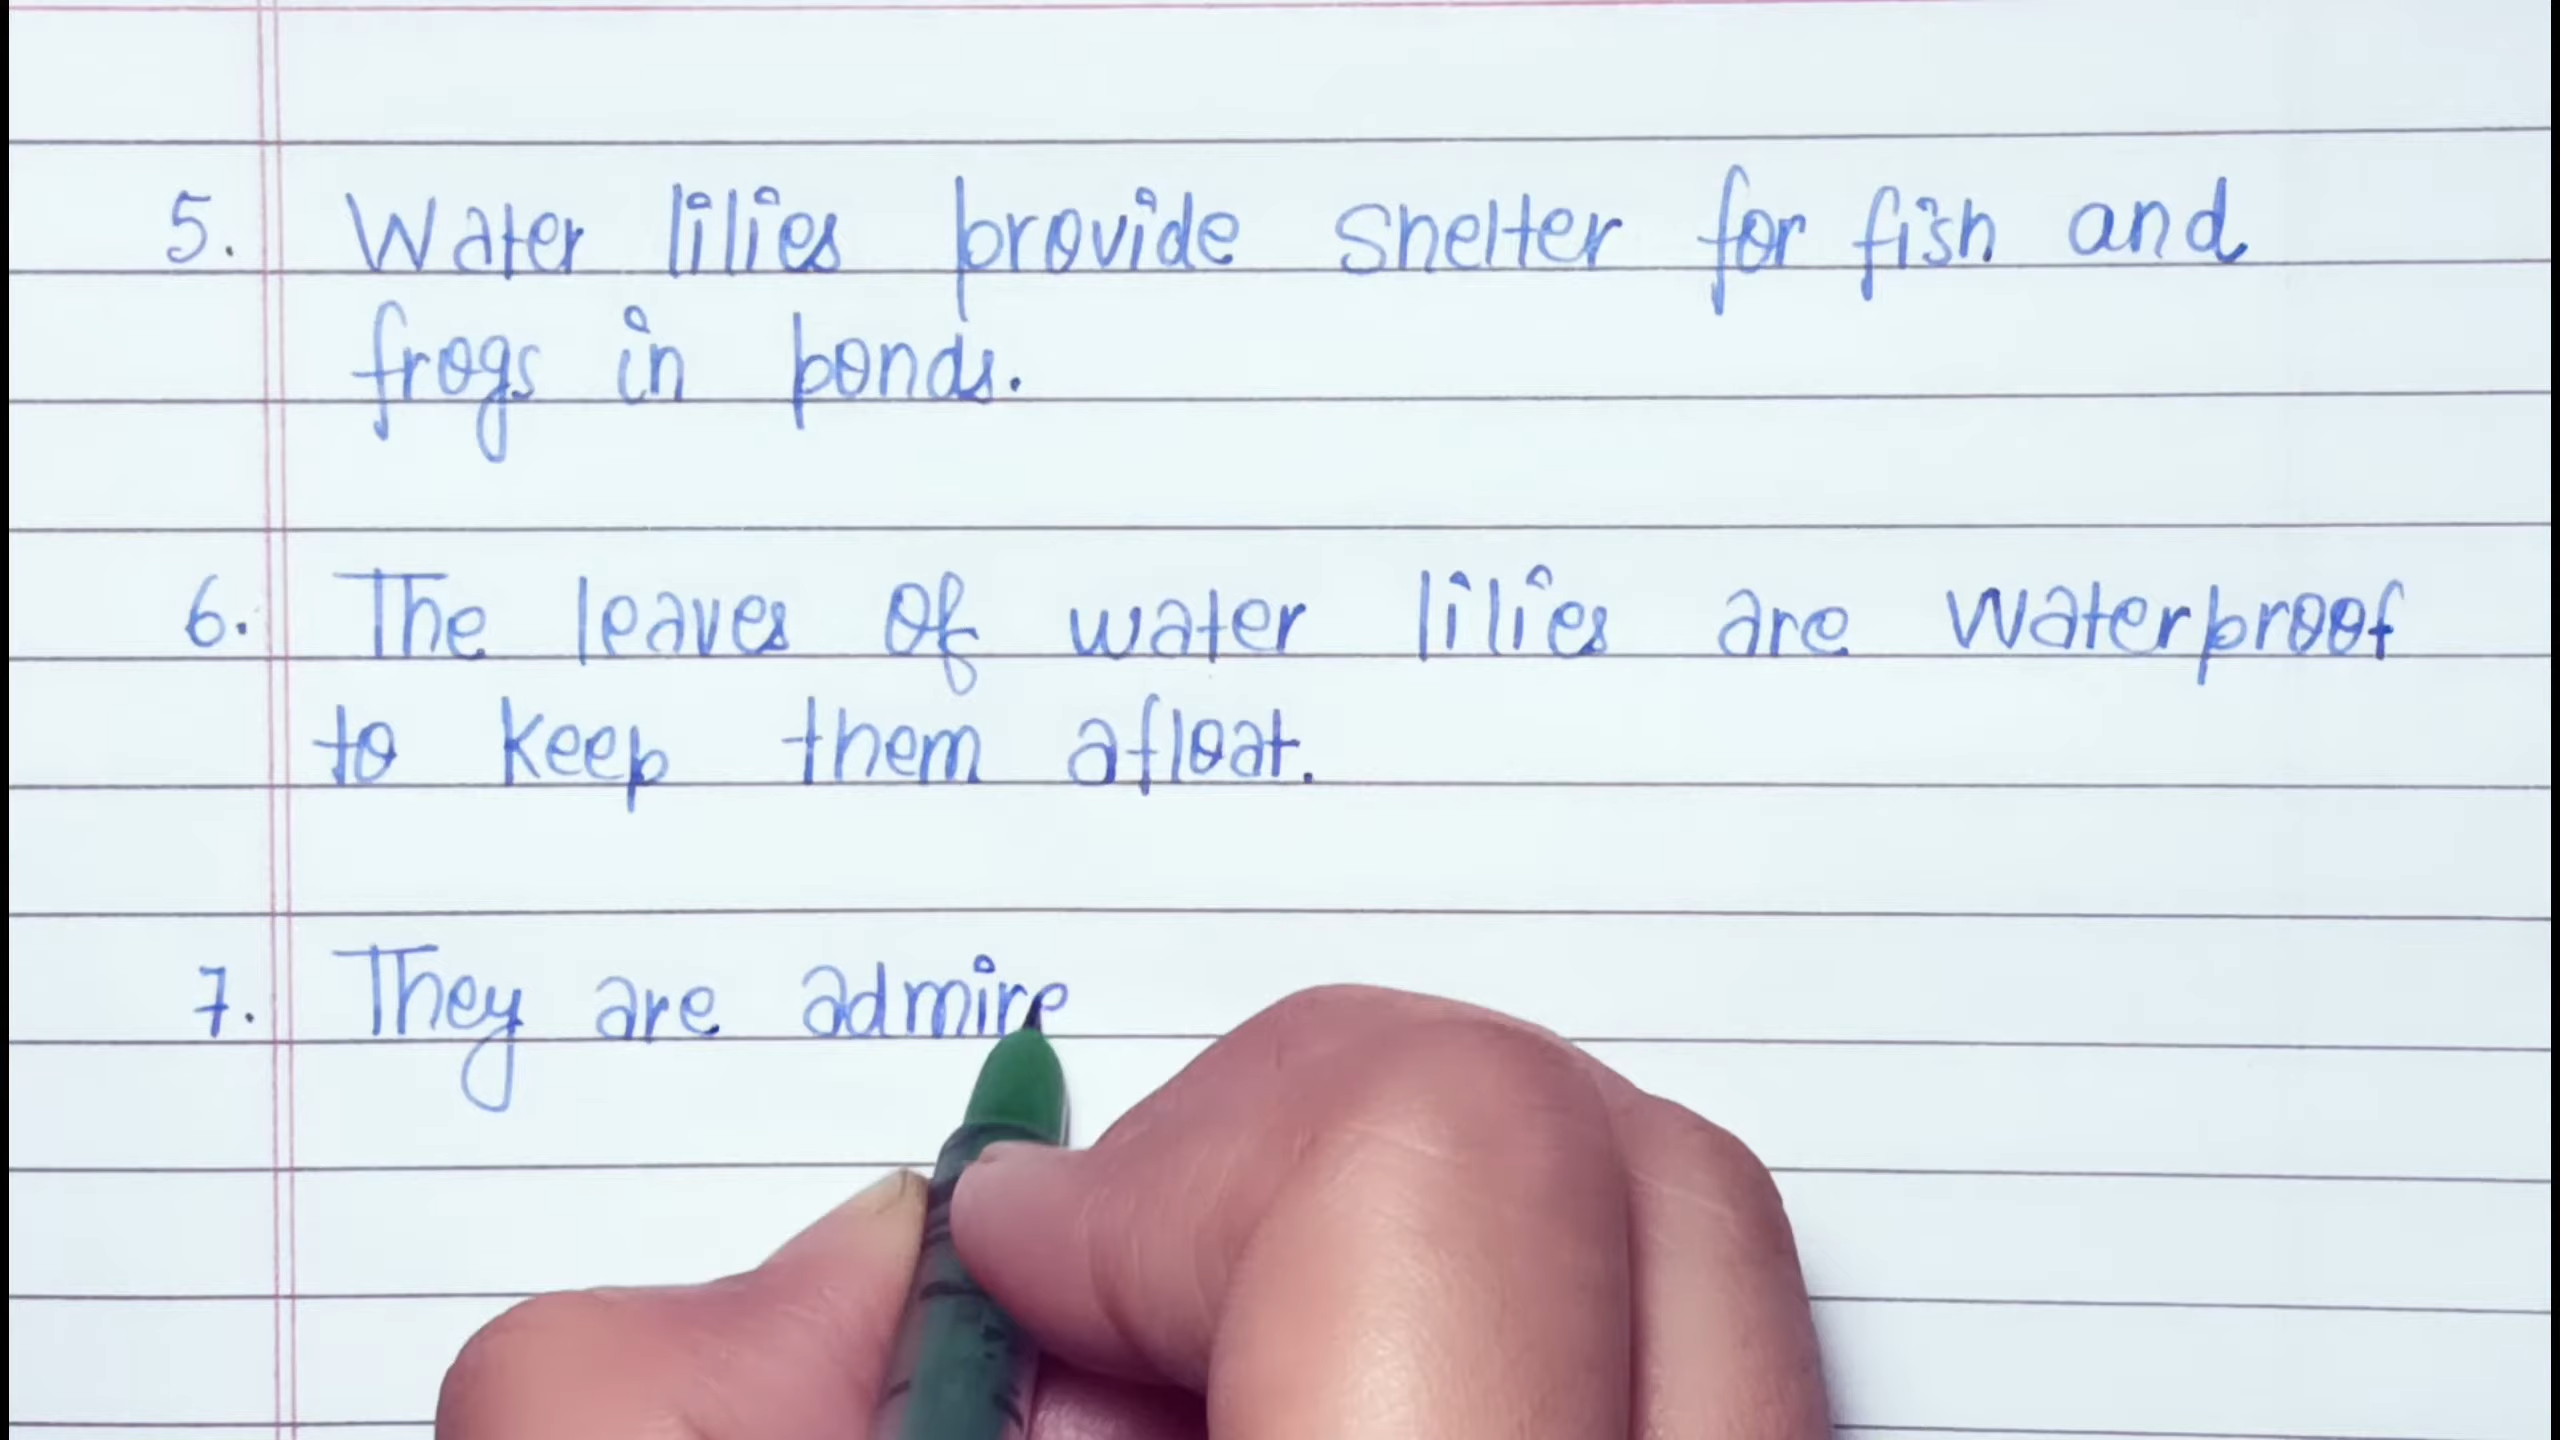 5. Water lilies provide shelter for fish and
frogs in ponds.
6. The leaves of water lilies are waterproof
to keep them afloat.
7. They are admire